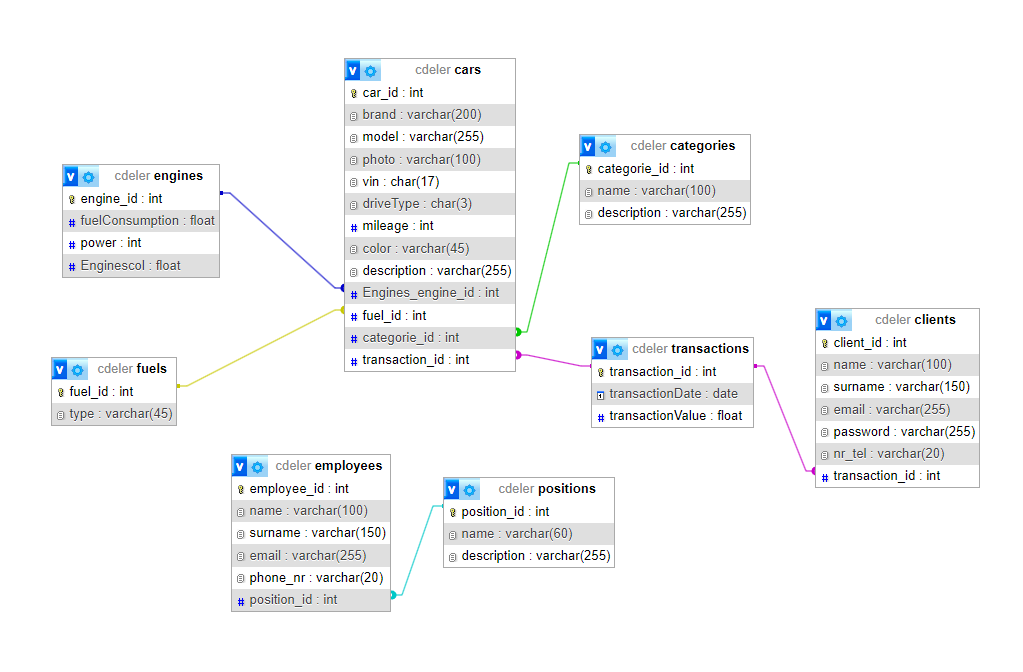 cdeler cars
car_id : int
brand : varchar(200)
model : varchar(255)
photo : varchar(100)
vin : char(17)
driveType : char(3)
mileage : int
color : varchar(45)
description : varchar(255)
Engines_engine_id : int
fuel_id : int
categorie_id : int
transaction_id : int
cdeler engines
engine_id : int
fuelConsumption : float
power : int
Enginescol : float
cdeler categories
categorie_id : int
name : varchar(100)
description : varchar(255)
cdeler fuels
fuel_id : int
type : varchar(45)
cdeler transactions
transaction_id : int
transactionDate : date
transactionValue : float
cdeler clients
client_id : int
name : varchar(100)
surname : varchar(150)
email : varchar(255)
password : varchar(255)
nr_tel : varchar(20)
transaction_id : int
cdeler employees
employee_id : int
name : varchar(100)
surname : varchar(150)
email : varchar(255)
phone_nr : varchar(20)
position_id : int
cdeler positions
position_id : int
name : varchar(60)
description : varchar(255)